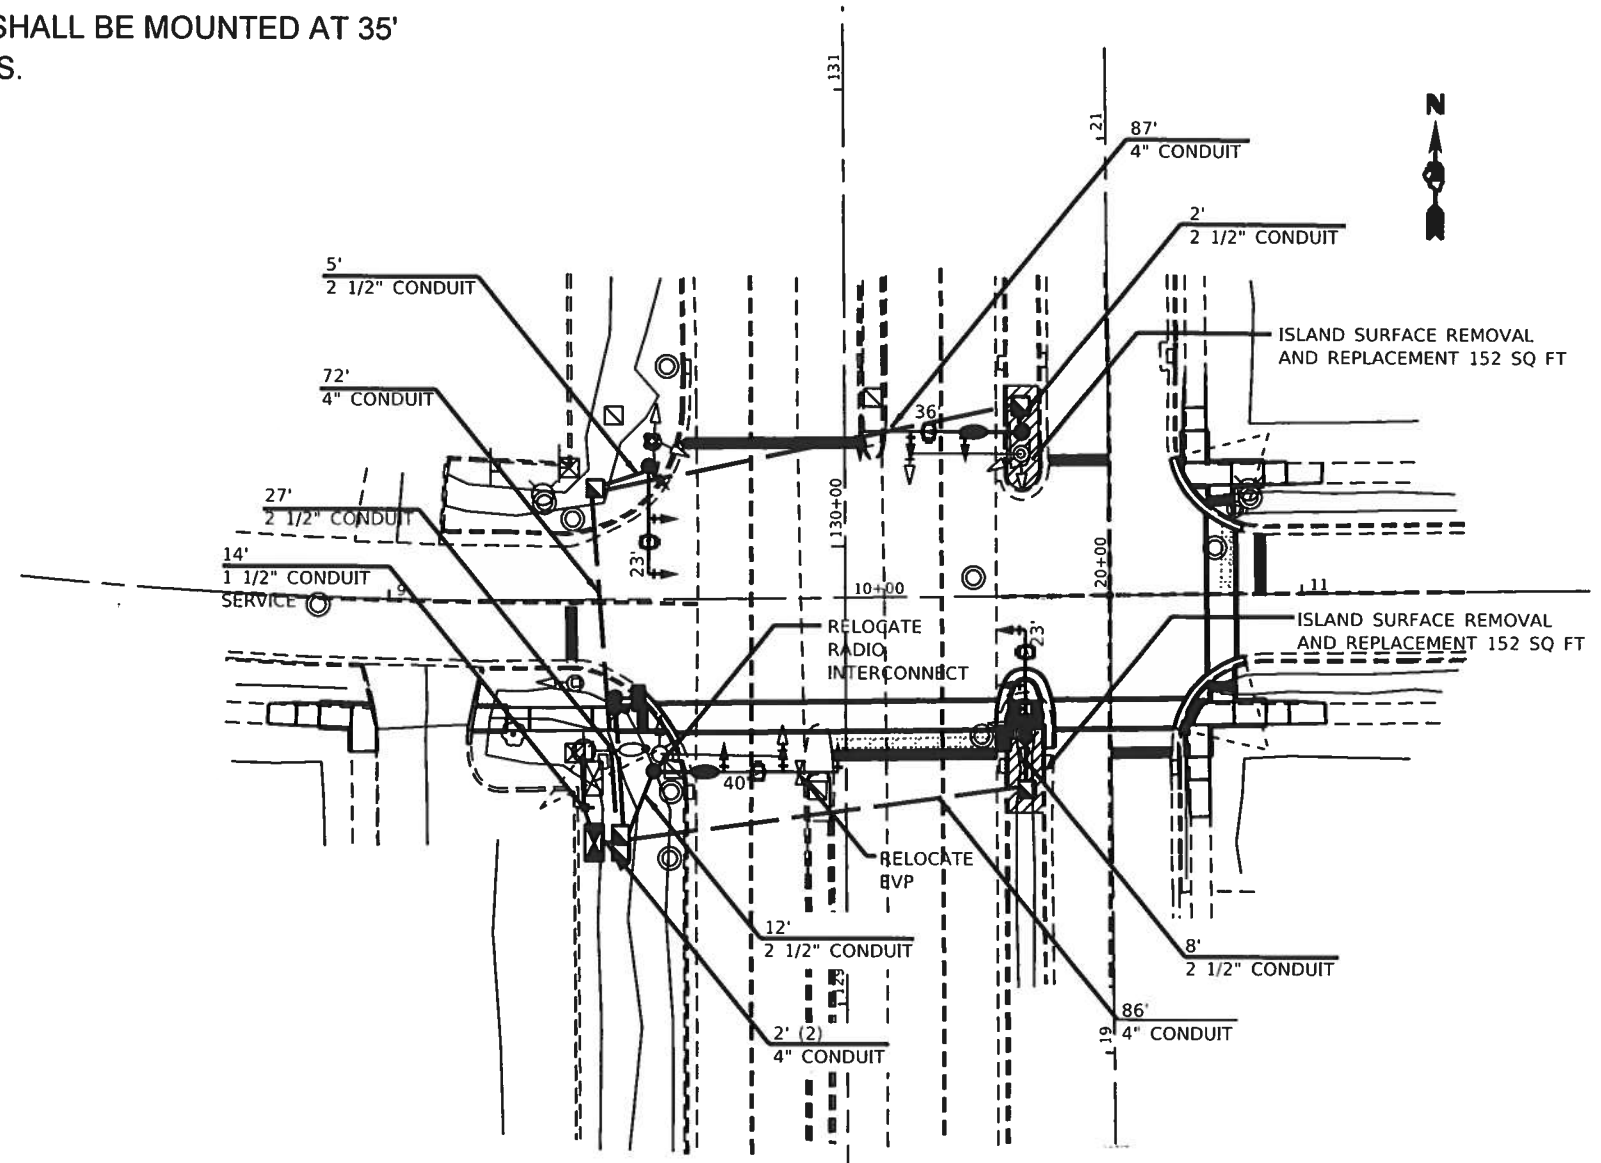 SHALL BE MOUNTED AT 35'
S.
131
21
87'
4" CONDUIT
N
2'
2 1/2" CONDUIT
5'
2 1/2" CONDUIT
ISLAND SURFACE REMOVAL
AND REPLACEMENT 152 SQ FT
72'
4" CONDUIT
36'
27'
2 1/2" CONDUIT
130+00
14'
1 1/2" CONDUIT
SERVICE
23'
20+00
9
10+00
11
RELOCATE
RADIO
INTERCONNECT
23'
ISLAND SURFACE REMOVAL
AND REPLACEMENT 152 SQ FT
40'
RELOCATE
EVP
12'
2 1/2" CONDUIT
8'
2 1/2" CONDUIT
129
86'
4" CONDUIT
2' (2)
4" CONDUIT
19